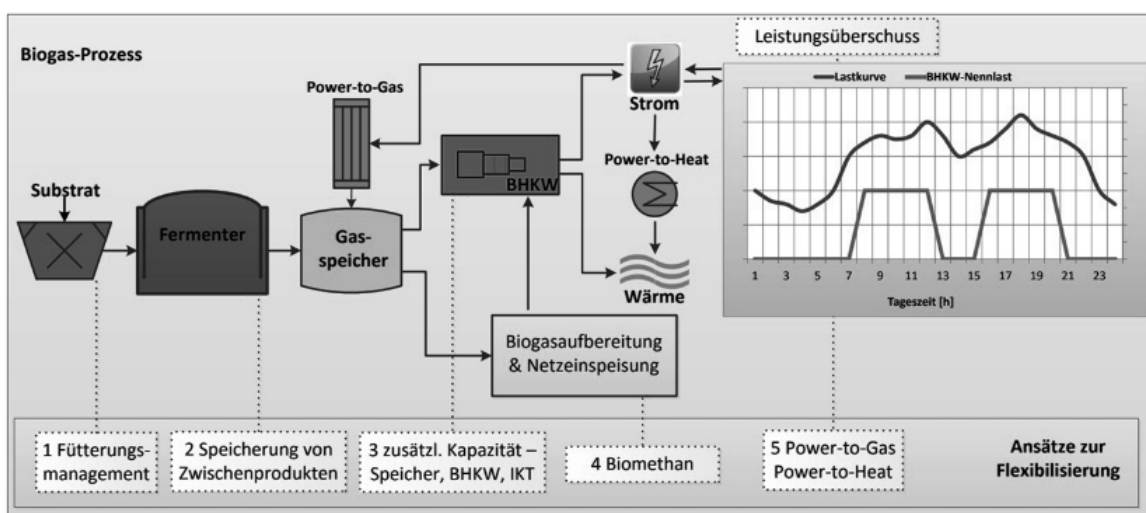 Biogas-Prozess
Leistungsüberschuss
Power-to-Gas
Strom
Lastkurve
BHKW-Nennlast
Substrat
Fermenter
Gas-
speicher
BHKW
Power-to-Heat
Wärme
1 3 5 7 9 11 13 15 17 19 21 23
Tageszeit [h]
Biogasaufbereitung
& Netzeinspeisung
1 Fütterungs-
management
2 Speicherung von
Zwischenprodukten
3 zusätzl. Kapazität –
Speicher, BHKW, IKT
4 Biomethan
5 Power-to-Gas
Power-to-Heat
Ansätze zur
Flexibilisierung